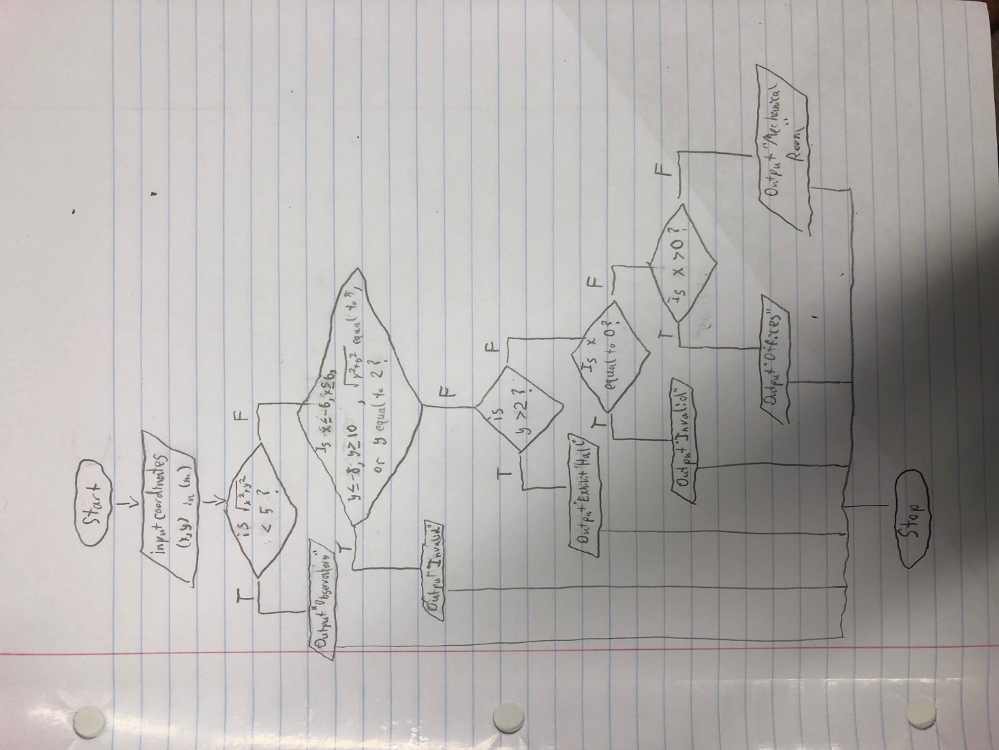 Start
input coordinates
(x,y) in (m)
is √x²+y²
< 5 ?
T
F
Output "Observatory"
Is x≤-6, x≥6,
y≤-8, y≥10 , √y²+y² equal to 5,
or y equal to 2?
T
F
Output "Invalid"
is
y >2?
T
F
Output "Exhibit Hall"
Is x
equal to 0?
T
F
Output "Invalid"
Is x >0?
T
F
Output "Offices"
Output "Mechanical
Room"
Stop